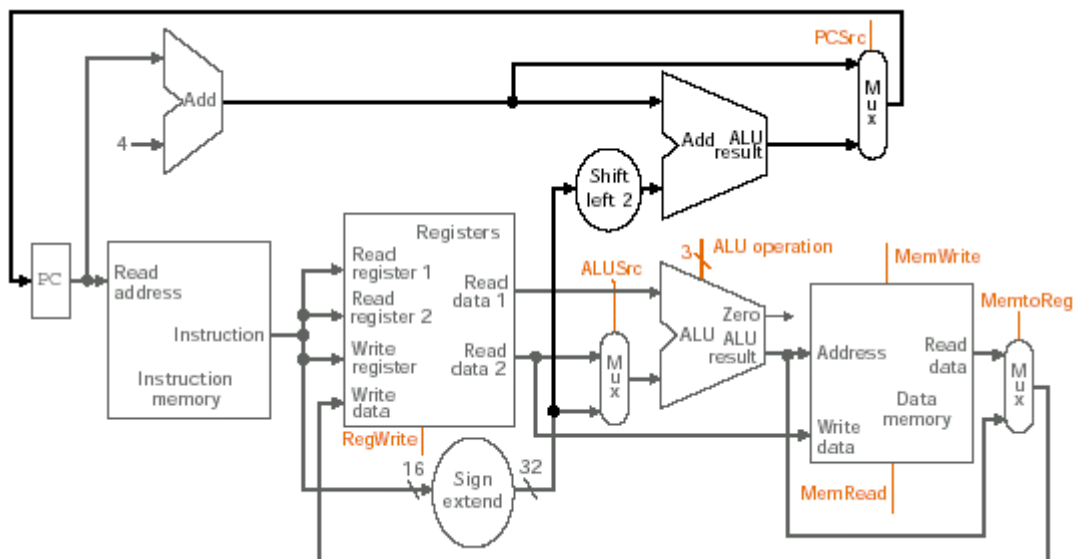 PCSrc
Add
4
Mux
Add
ALU
result
Shift
left 2
PC
Read
address
Instruction
Instruction
memory
Registers
Read
register 1
Read
register 2
Write
register
Write
data
Read
data 1
Read
data 2
RegWrite
16
Sign
extend
32
ALUSrc
Mux
3
ALU operation
Zero
ALU
ALU
result
MemWrite
Address
Read
data
Data
memory
Write
data
MemRead
MemtoReg
Mux